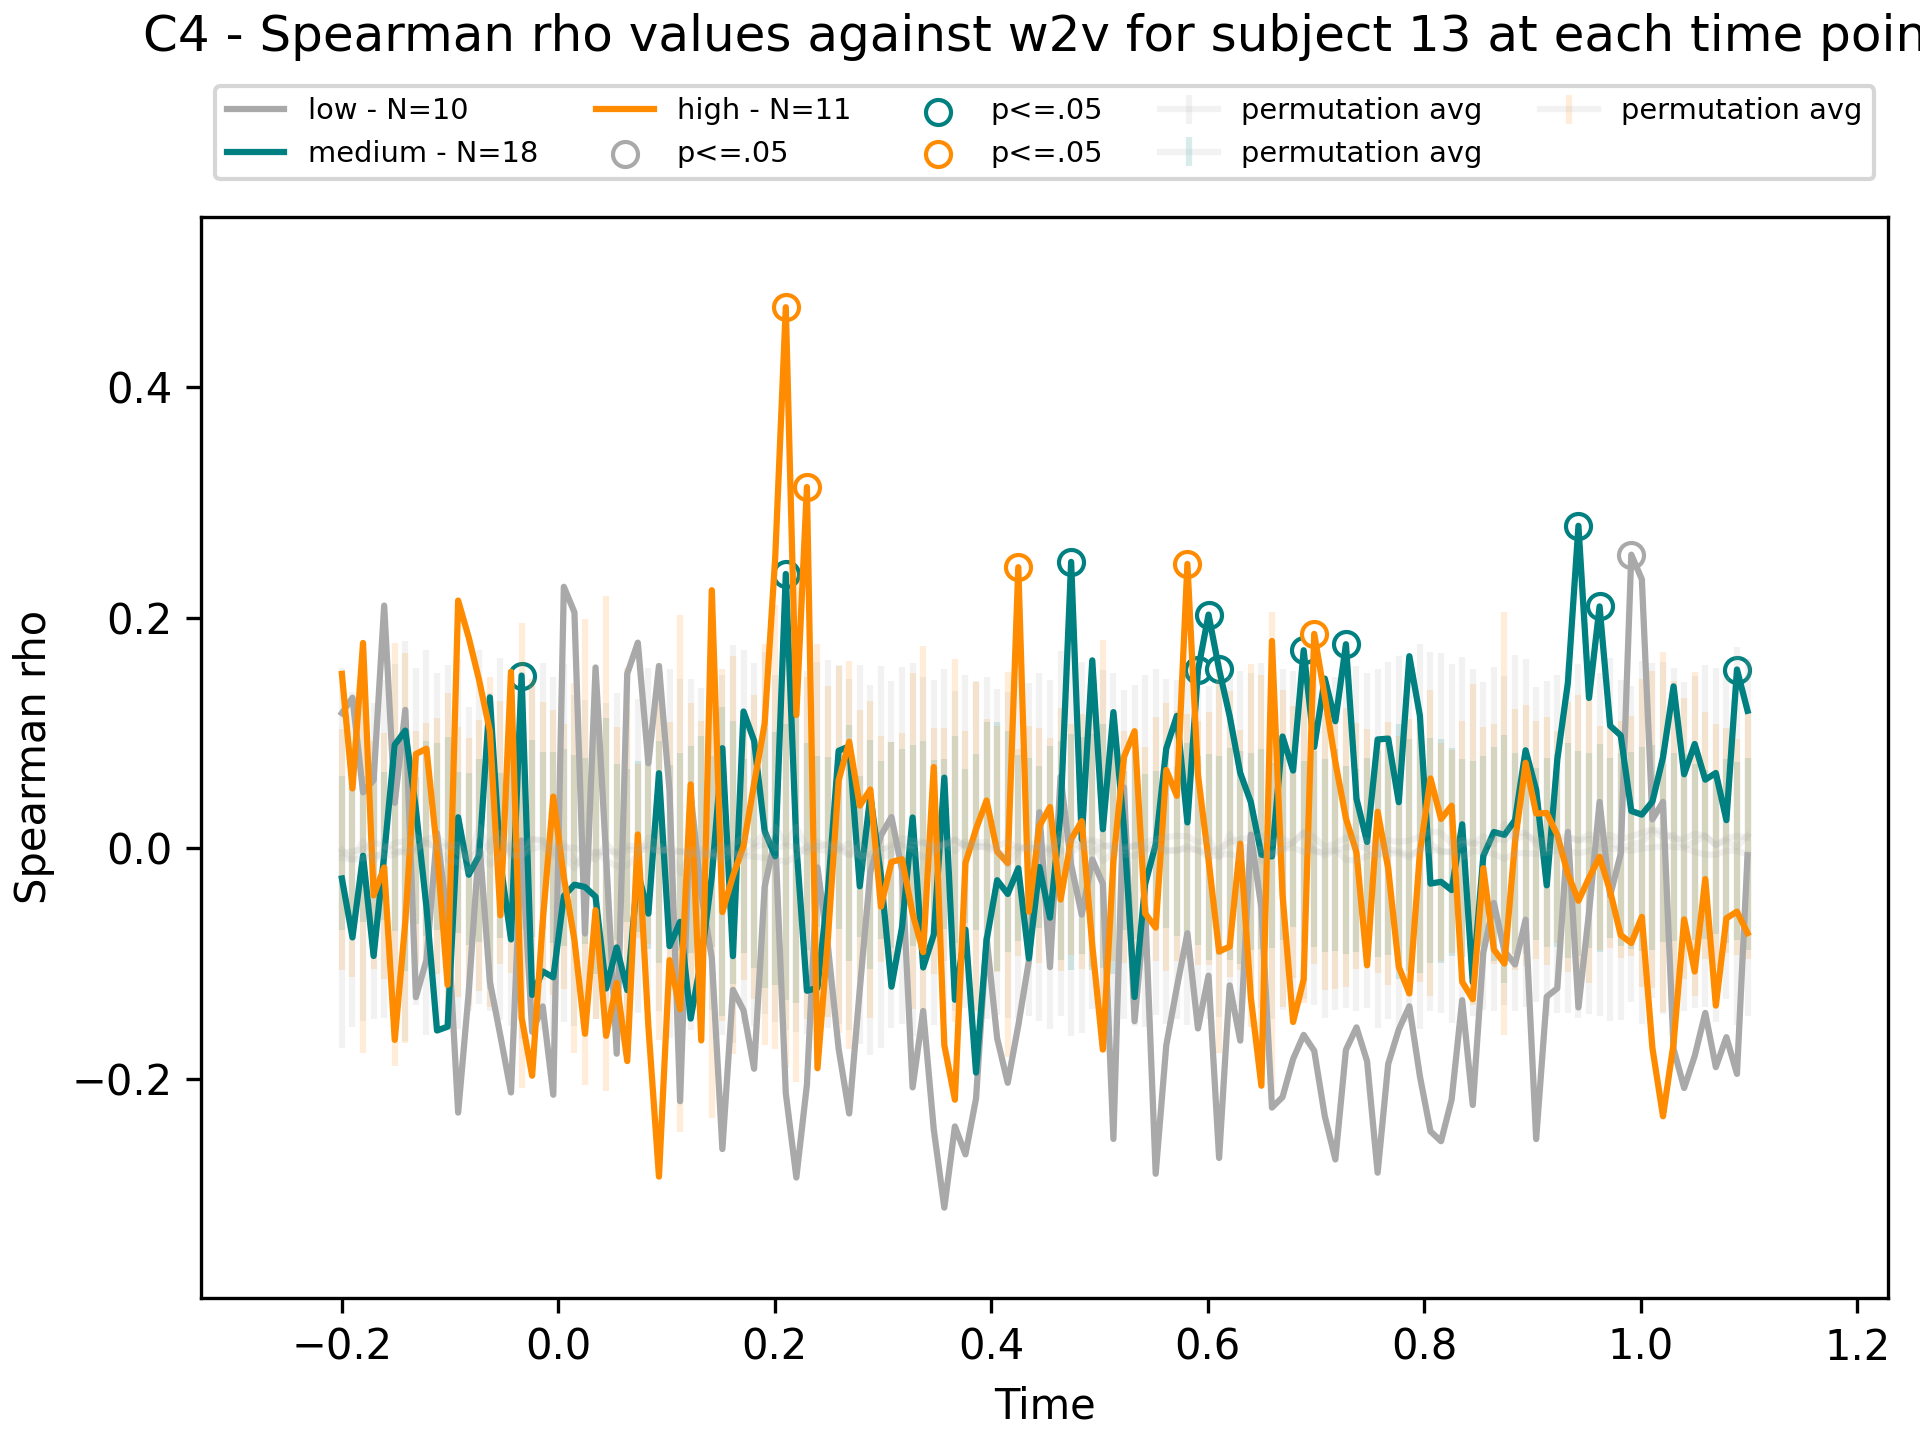 C4 - Spearman rho values against w2v for subject 13 at each time poin
low - N=10
medium - N=18
high - N=11
p<=.05
p<=.05
p<=.05
permutation avg
permutation avg
permutation avg
Spearman rho
0.4
0.2
0.0
−0.2
−0.2 0.0 0.2 0.4 0.6 0.8 1.0 1.2
Time